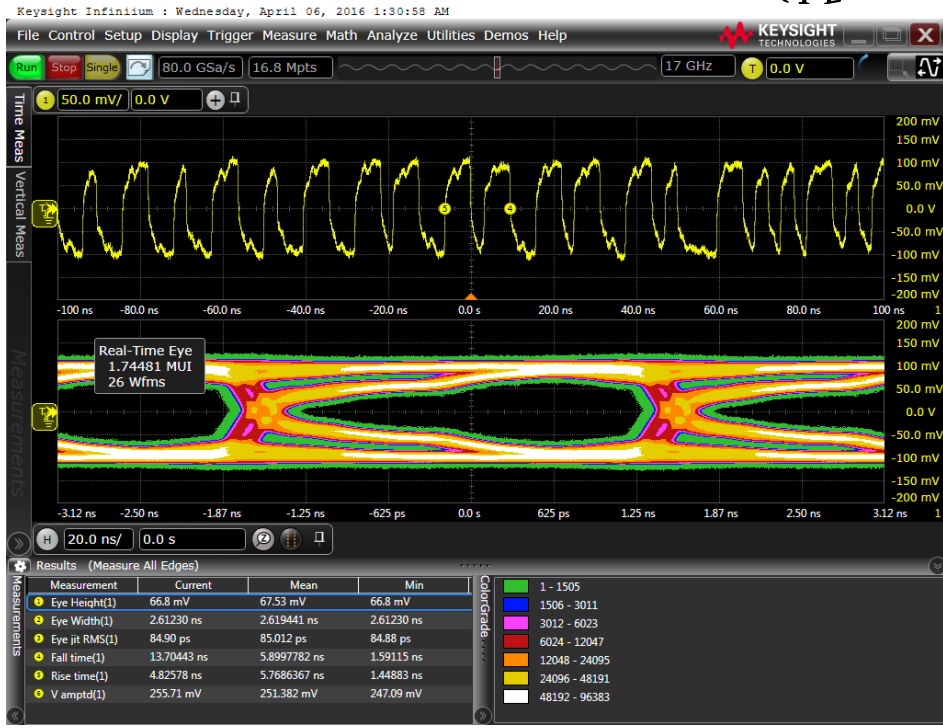 Keysight Infiniium : Wednesday, April 06, 2016 1:30:58 AM
File Control Setup Display Trigger Measure Math Analyze Utilities Demos Help
KEYSIGHT
TECHNOLOGIES
Run Stop Single 80.0 GSa/s 16.8 Mpts 17 GHz T 0.0 V
1 50.0 mV/ 0.0 V
Time Meas
Vertical Meas
Measurements
200 mV
150 mV
100 mV
50.0 mV
0.0 V
-50.0 mV
-100 mV
-150 mV
-200 mV
5 4
-100 ns -80.0 ns -60.0 ns -40.0 ns -20.0 ns 0.0 s 20.0 ns 40.0 ns 60.0 ns 80.0 ns 100 ns 1
Real-Time Eye
1.74481 MUI
26 Wfms
200 mV
150 mV
100 mV
50.0 mV
0.0 V
-50.0 mV
-100 mV
-150 mV
-200 mV
-3.12 ns -2.50 ns -1.87 ns -1.25 ns -625 ps 0.0 s 625 ps 1.25 ns 1.87 ns 2.50 ns 3.12 ns 1
H 20.0 ns/ 0.0 s
Results (Measure All Edges)
Measurements
Measurement Current Mean Min
1 Eye Height(1) 66.8 mV 67.53 mV 66.8 mV
2 Eye Width(1) 2.61230 ns 2.619441 ns 2.61230 ns
3 Eye jit RMS(1) 84.90 ps 85.012 ps 84.88 ps
4 Fall time(1) 13.70443 ns 5.8997782 ns 1.59115 ns
5 Rise time(1) 4.82578 ns 5.7686367 ns 1.44883 ns
6 V amptd(1) 255.71 mV 251.382 mV 247.09 mV
ColorGrade
1 - 1505
1506 - 3011
3012 - 6023
6024 - 12047
12048 - 24095
24096 - 48191
48192 - 96383